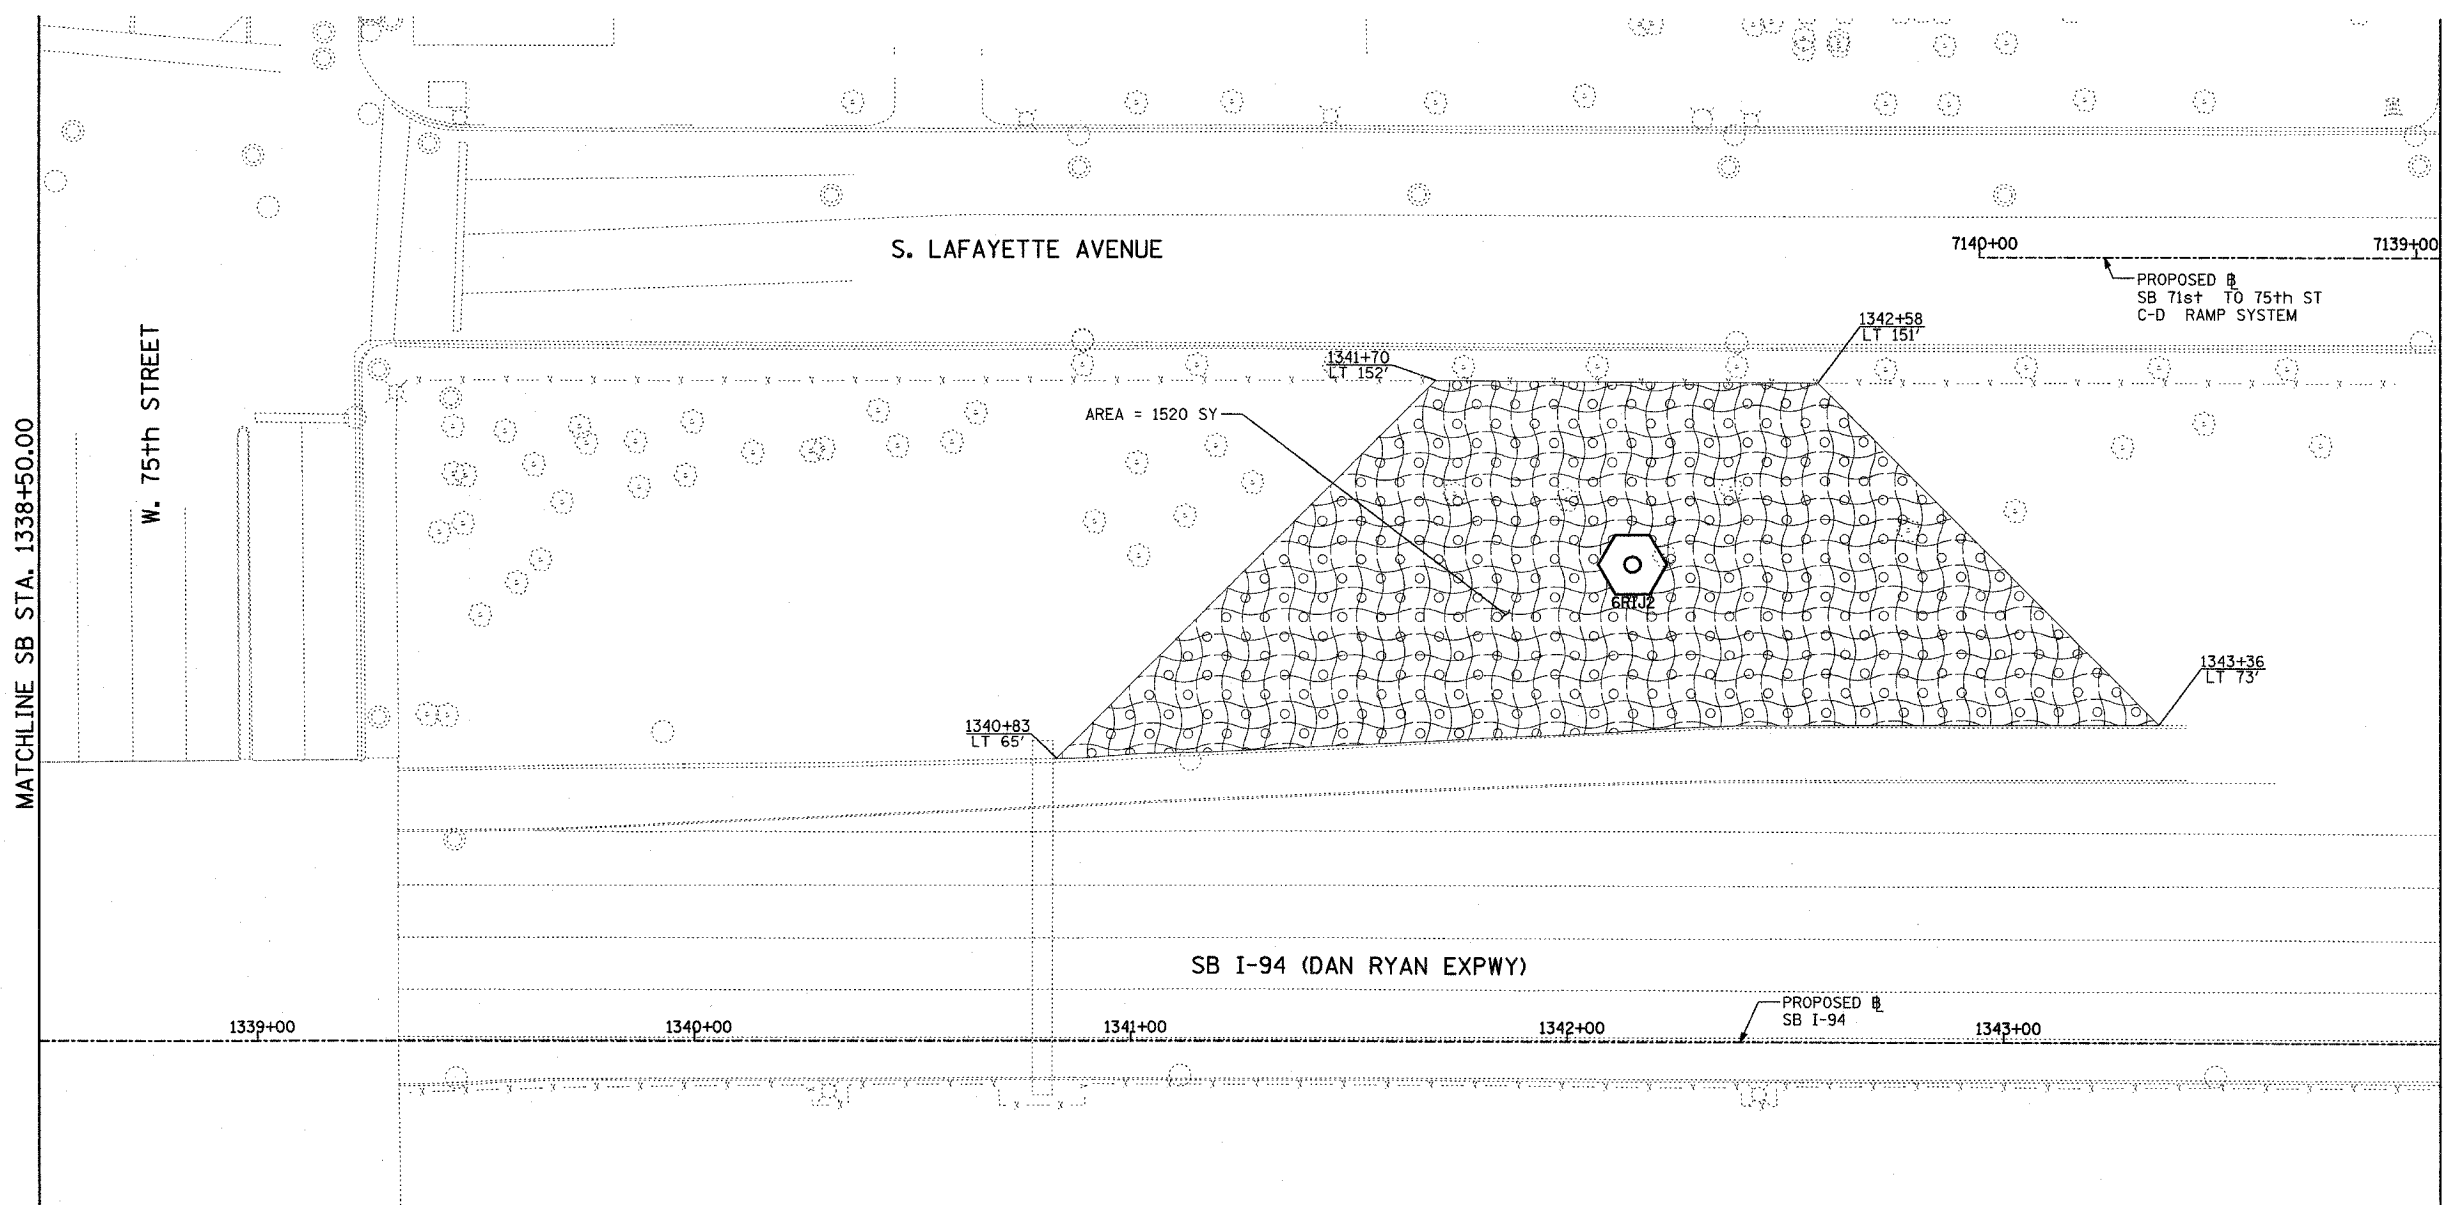 S. LAFAYETTE AVENUE
7140+00
7139+00
PROPOSED ℄
SB 71st TO 75th ST
C-D RAMP SYSTEM
1342+58
LT 151'
1341+70
LT 152'
AREA = 1520 SY
W. 75th STREET
MATCHLINE SB STA. 1338+50.00
1343+36
LT 73'
1340+83
LT 65'
SB I-94 (DAN RYAN EXPWY)
PROPOSED
SB I-94
1339+00
1340+00
1341+00
1342+00
1343+00